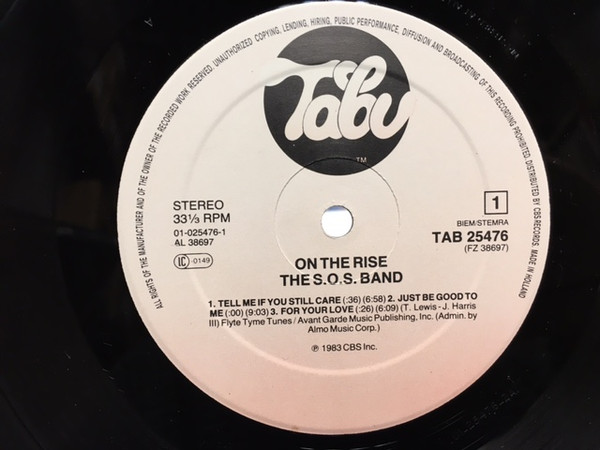 ALL RIGHTS OF THE MANUFACTURER AND OF THE OWNER OF THE RECORDED WORK RESERVED. UNAUTHORIZED COPYING, LENDING, HIRING, PUBLIC PERFORMANCE, DIFFUSION AND BROADCASTING OF THIS RECORDING PROHIBITED. DISTRIBUTED BY CBS RECORDS. MADE IN HOLLAND
Tabu
TM
STEREO
33⅓ RPM
01-025476-1
AL 38697
LC -0149
1
BIEM/STEMRA
TAB 25476
(FZ 38697)
ON THE RISE
THE S.O.S. BAND
1. TELL ME IF YOU STILL CARE (:36) (6:58) 2. JUST BE GOOD TO
ME (:00) (9:03) 3. FOR YOUR LOVE (:26) (6:09) (T. Lewis - J. Harris
III) Flyte Tyme Tunes / Avant Garde Music Publishing, Inc. (Admin. by
Almo Music Corp.)
℗ 1983 CBS Inc.